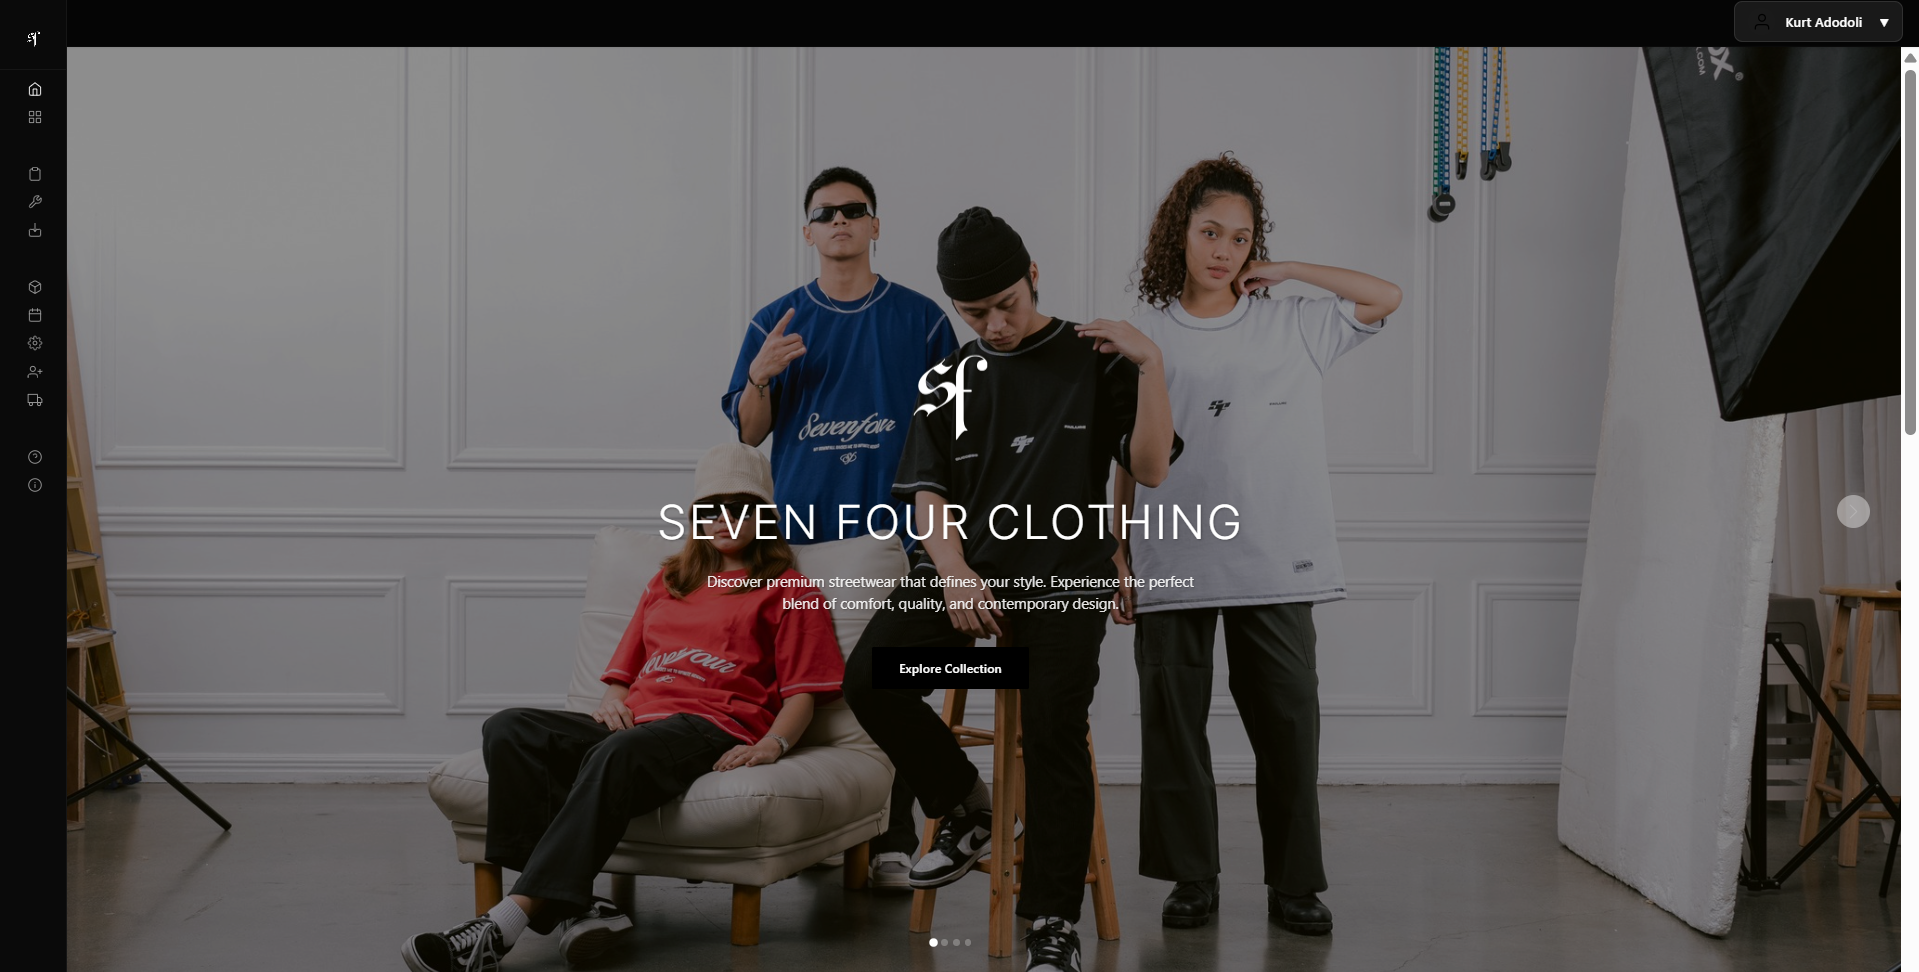 Kurt Adodoli
sf
Sevenfour
SEVEN FOUR CLOTHING
Discover premium streetwear that defines your style. Experience the perfect
blend of comfort, quality, and contemporary design.
Explore Collection